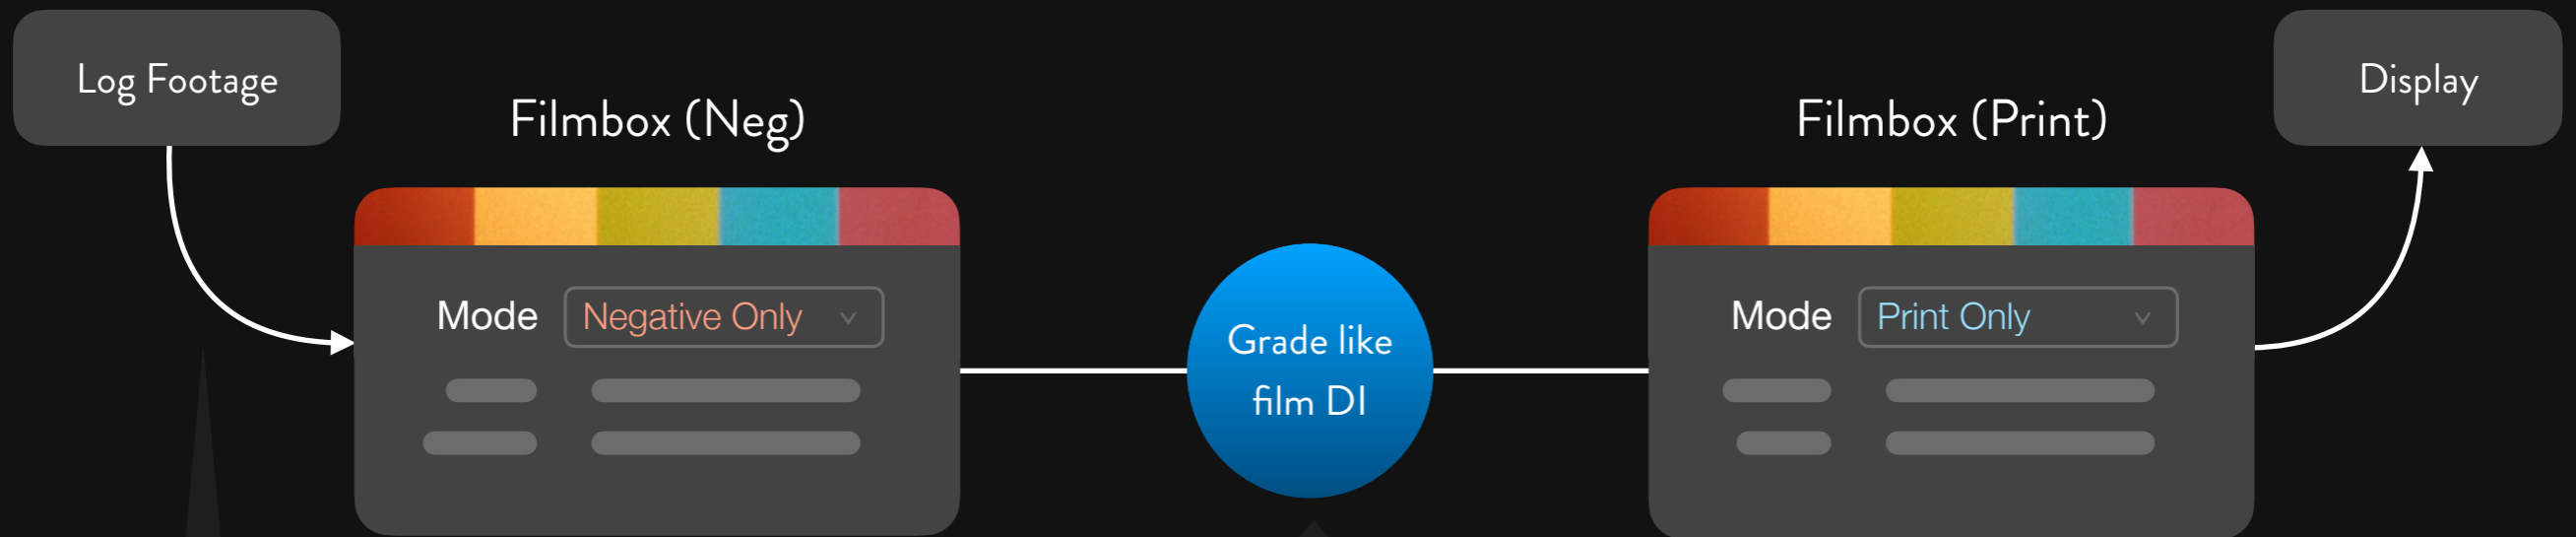 Log Footage
Filmbox (Neg)
Mode Negative Only
Grade like
film DI
Filmbox (Print)
Mode Print Only
Display